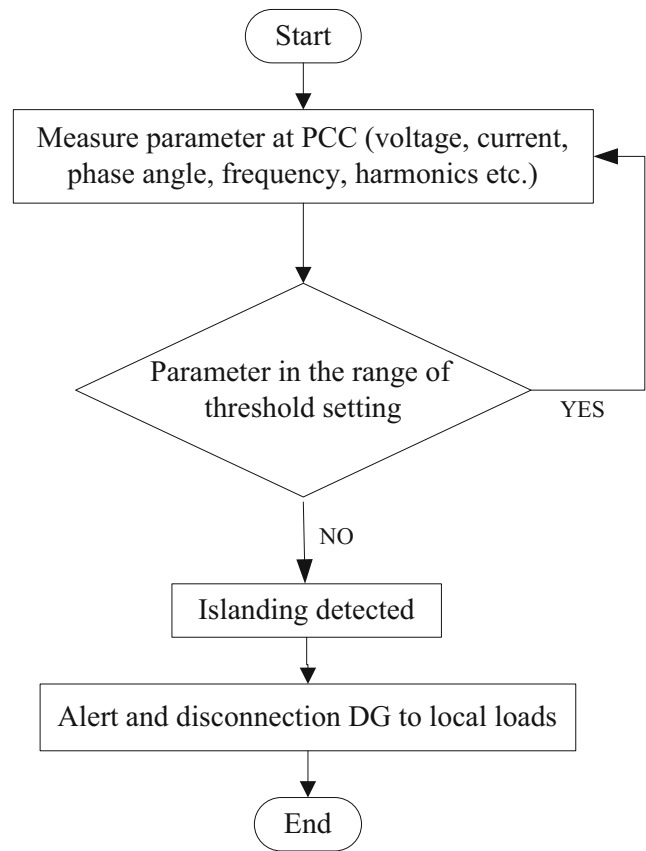 Start
Measure parameter at PCC (voltage, current,
phase angle, frequency, harmonics etc.)
Parameter in the range of
threshold setting
YES
NO
Islanding detected
Alert and disconnection DG to local loads
End